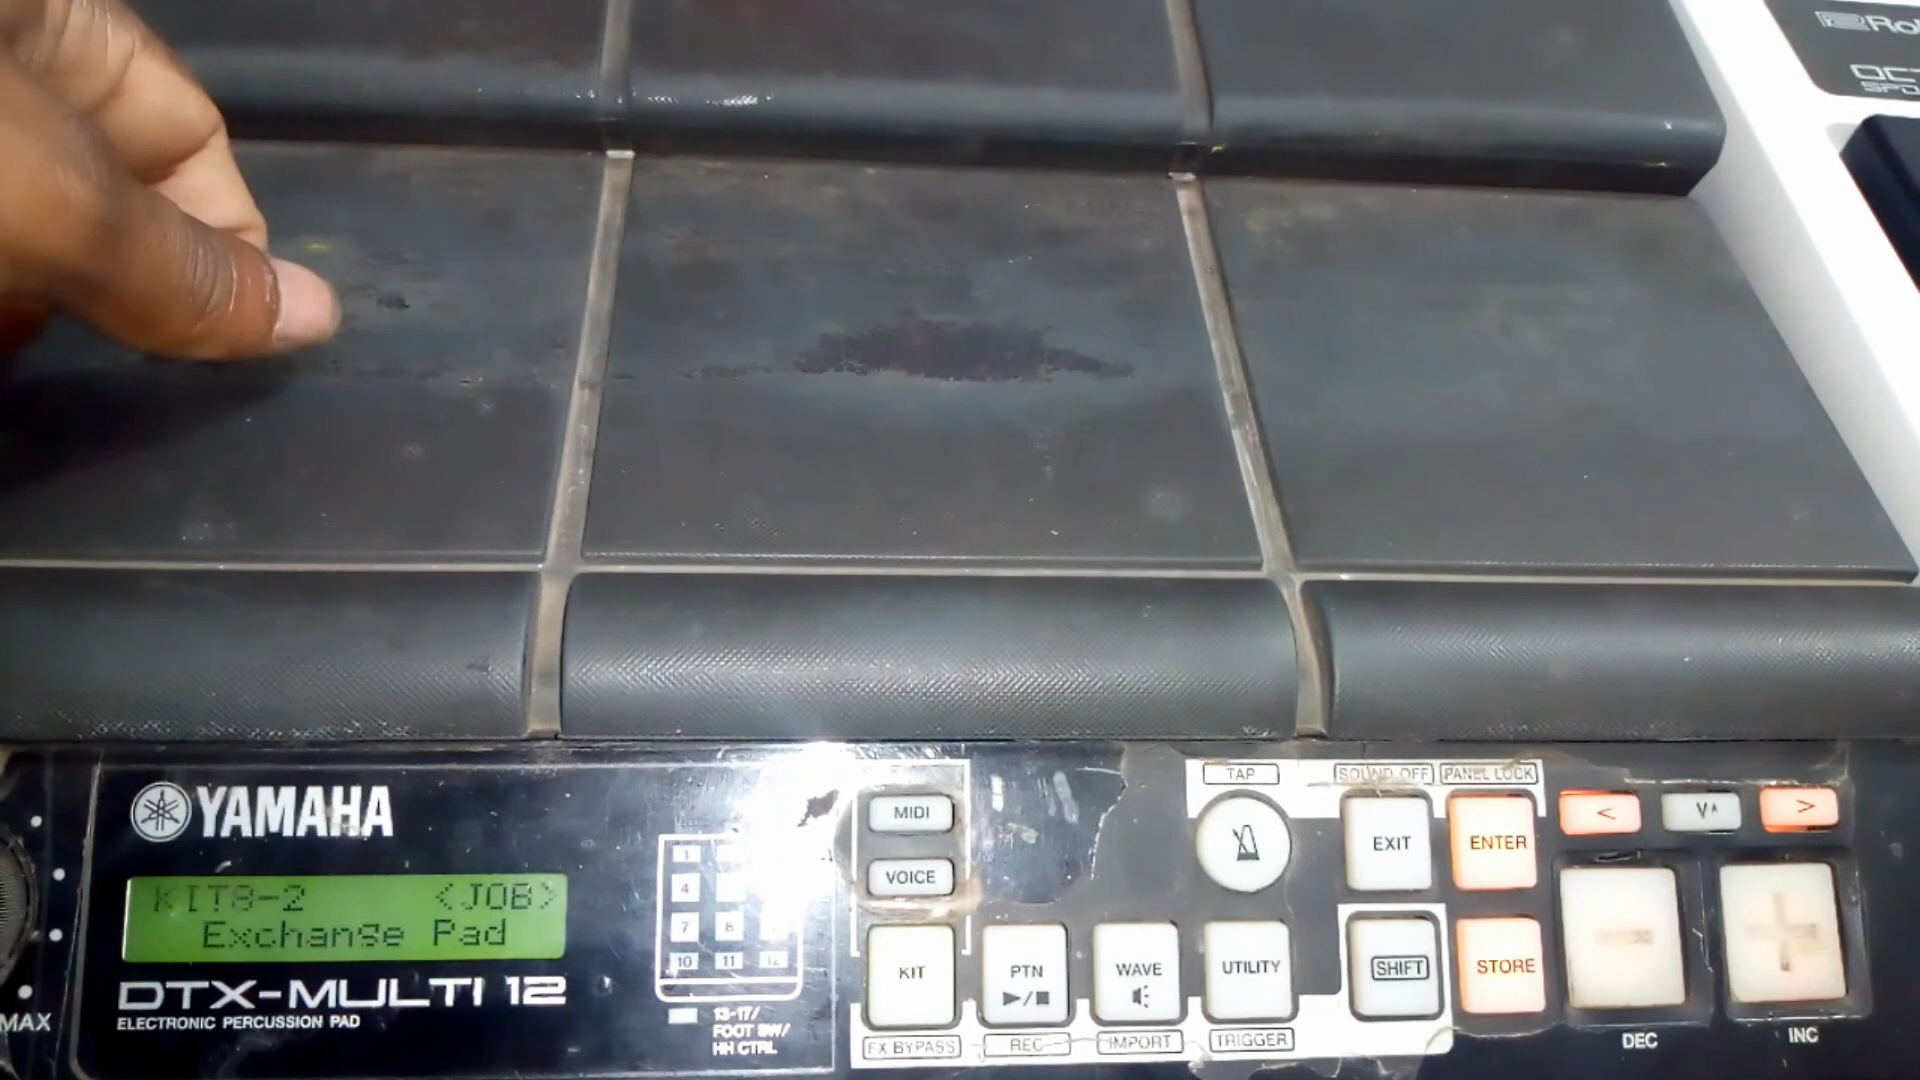 YAMAHA
KIT8-2 <JOB>
Exchange Pad
DTX-MULTI 12
ELECTRONIC PERCUSSION PAD
MAX
1
4
7 8
10 11 12
13-17/
FOOT SW/
HH CTRL
MIDI
VOICE
KIT
FX BYPASS
PTN
▶/■
REC
WAVE
IMPORT
UTILITY
TRIGGER
TAP
SOUND OFF
PANEL LOCK
EXIT
ENTER
SHIFT
STORE
<
V^
>
DEC
INC